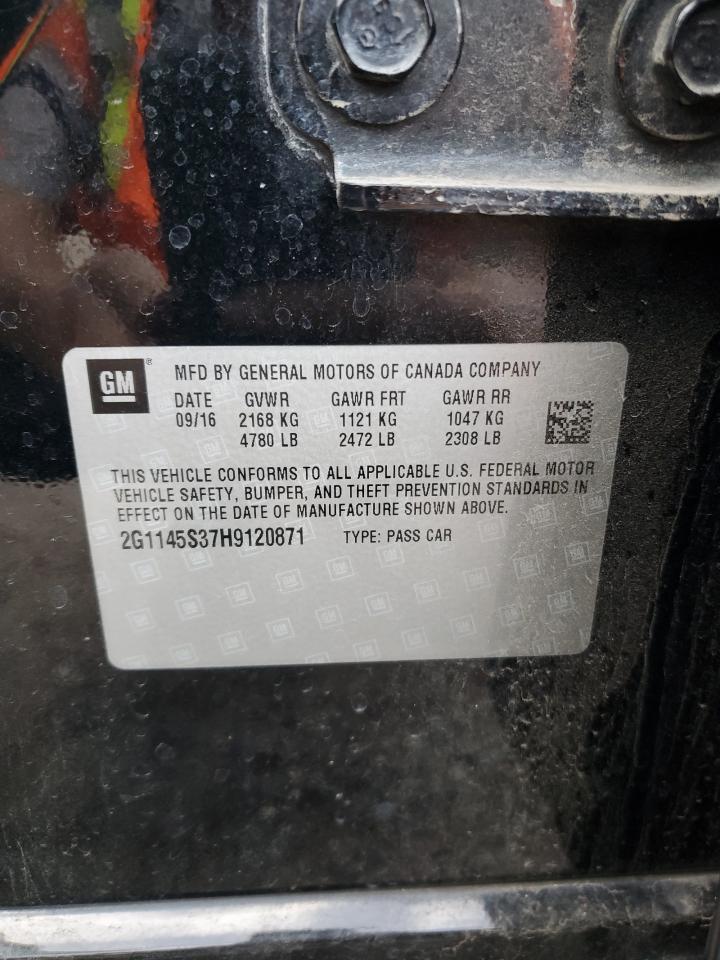 GM® MFD BY GENERAL MOTORS OF CANADA COMPANY
DATE GVWR GAWR FRT GAWR RR
09/16 2168 KG 1121 KG 1047 KG
4780 LB 2472 LB 2308 LB
THIS VEHICLE CONFORMS TO ALL APPLICABLE U.S. FEDERAL MOTOR
VEHICLE SAFETY, BUMPER, AND THEFT PREVENTION STANDARDS IN
EFFECT ON THE DATE OF MANUFACTURE SHOWN ABOVE.
2G1145S37H9120871 TYPE: PASS CAR